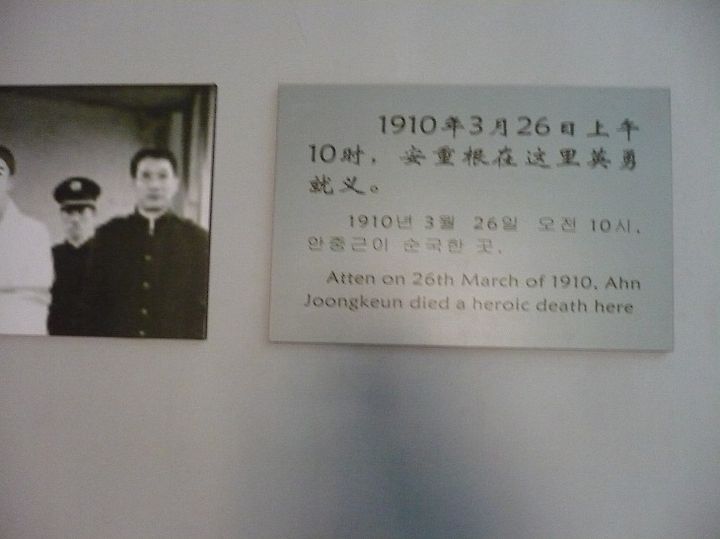 1910年3月26日上午
10时，安重根在这里英勇
就义。
1910년 3월 26일 오전 10시.
안중근이 순국한 곳.
Atten on 26th March of 1910, Ahn
Joongkeun died a heroic death here